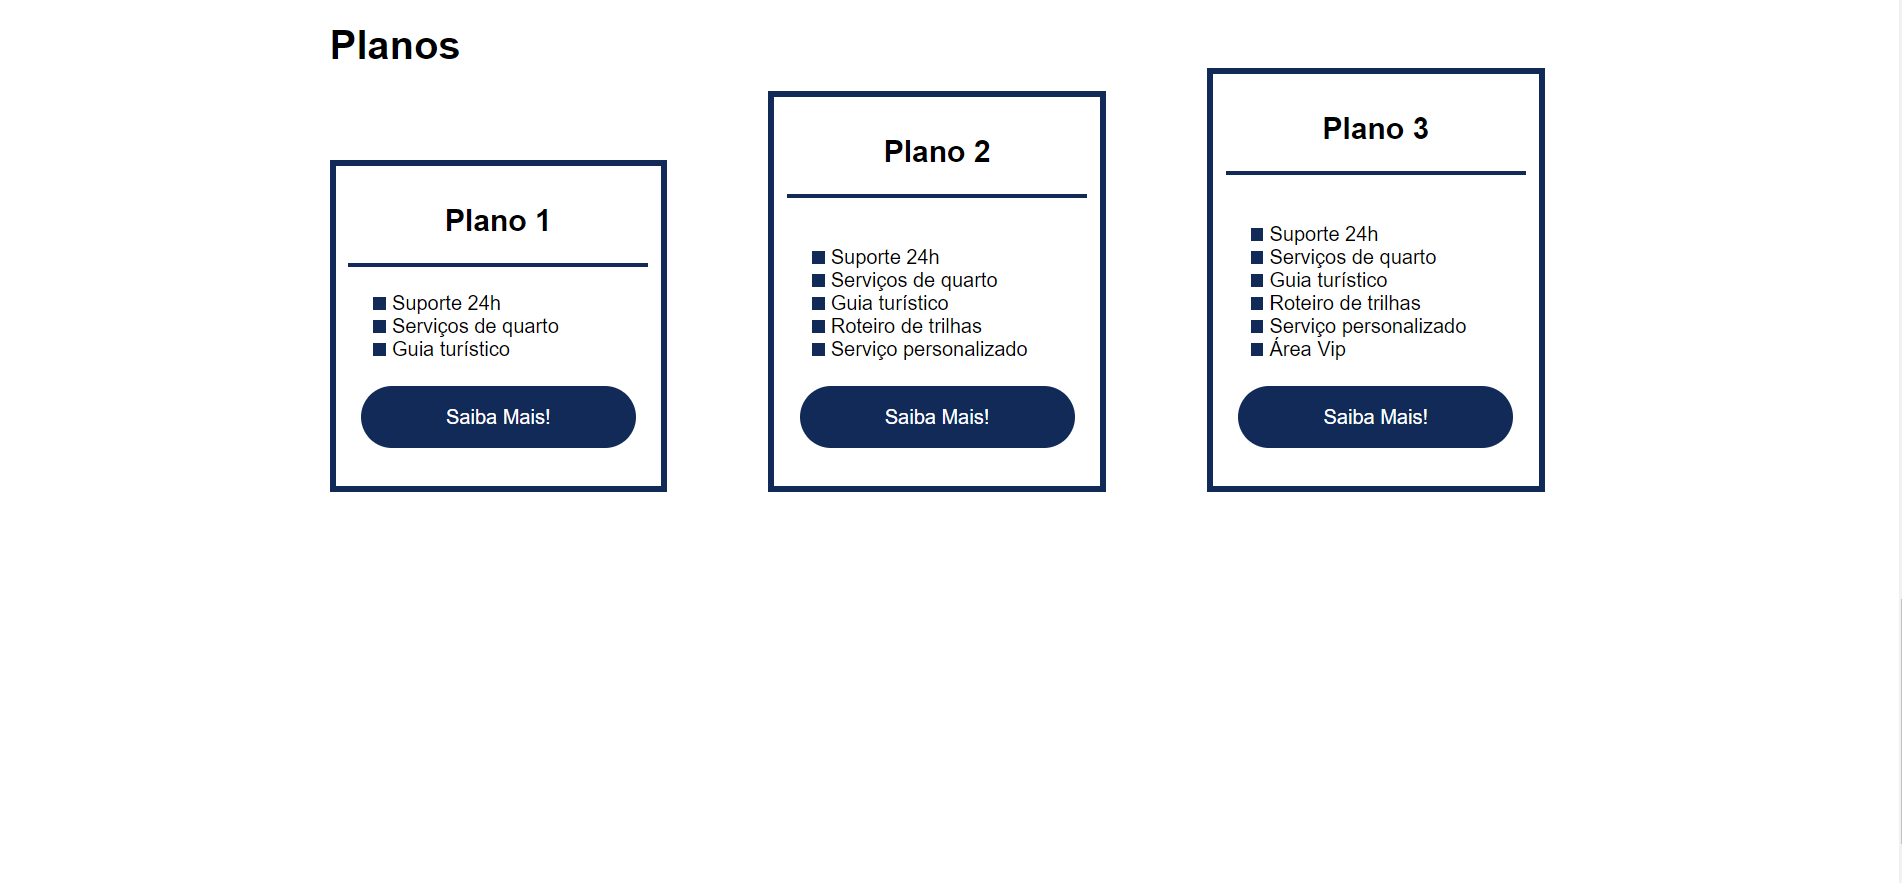 Planos
Plano 1
Suporte 24h
Serviços de quarto
Guia turístico
Saiba Mais!
Plano 2
Suporte 24h
Serviços de quarto
Guia turístico
Roteiro de trilhas
Serviço personalizado
Saiba Mais!
Plano 3
Suporte 24h
Serviços de quarto
Guia turístico
Roteiro de trilhas
Serviço personalizado
Área Vip
Saiba Mais!